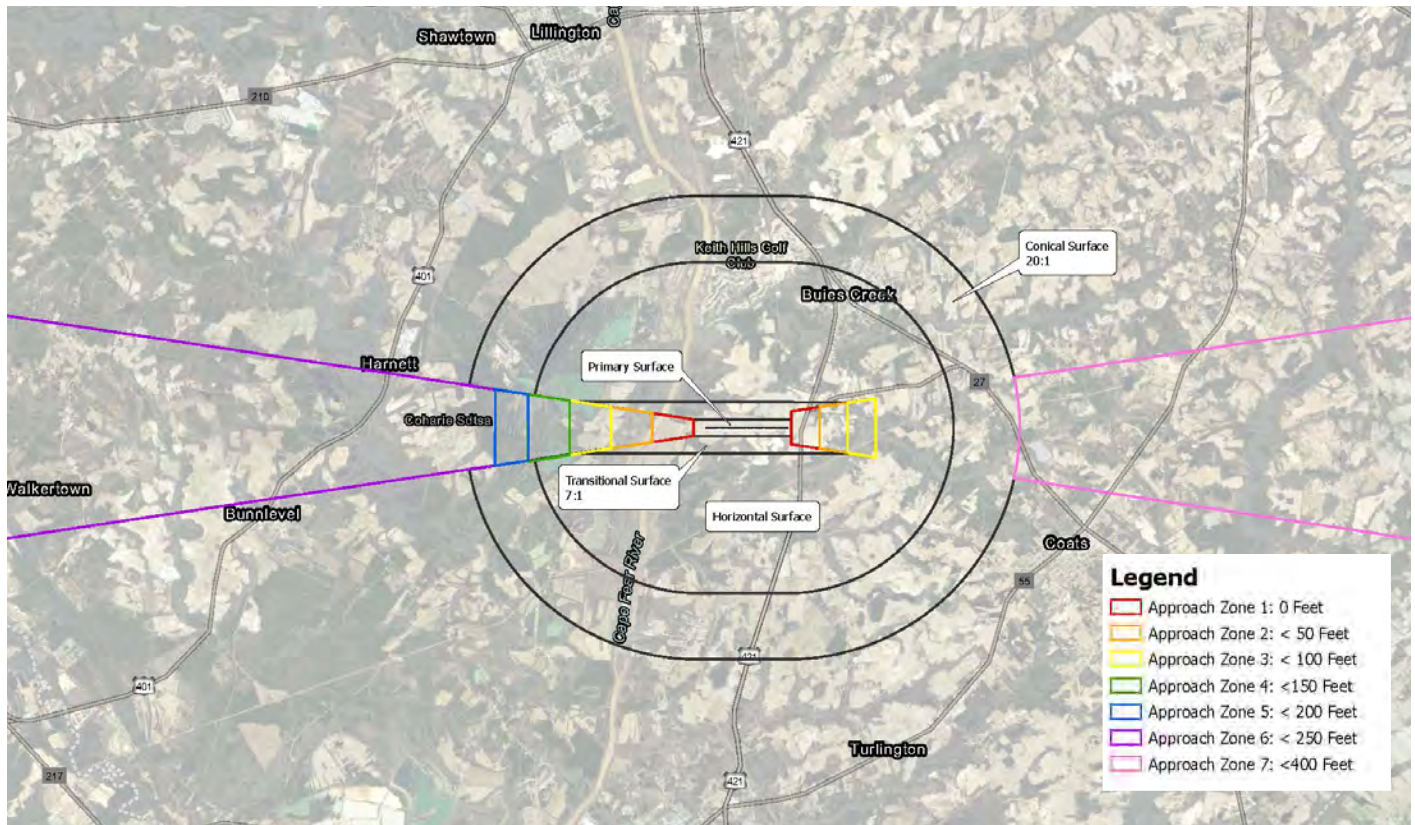 Shawtown
Lillington
Ca
210
421
Keith Hills Golf
Club
Conical Surface
20:1
401
Buies Creek
Harnett
Primary Surface
27
Coharie Sdtsa
Transitional Surface
7:1
Walkertown
Bunnlevel
Horizontal Surface
Cape Fear River
Coats
55
421
401
Turlington
217
421
Legend
Approach Zone 1: 0 Feet
Approach Zone 2: < 50 Feet
Approach Zone 3: < 100 Feet
Approach Zone 4: <150 Feet
Approach Zone 5: < 200 Feet
Approach Zone 6: < 250 Feet
Approach Zone 7: <400 Feet